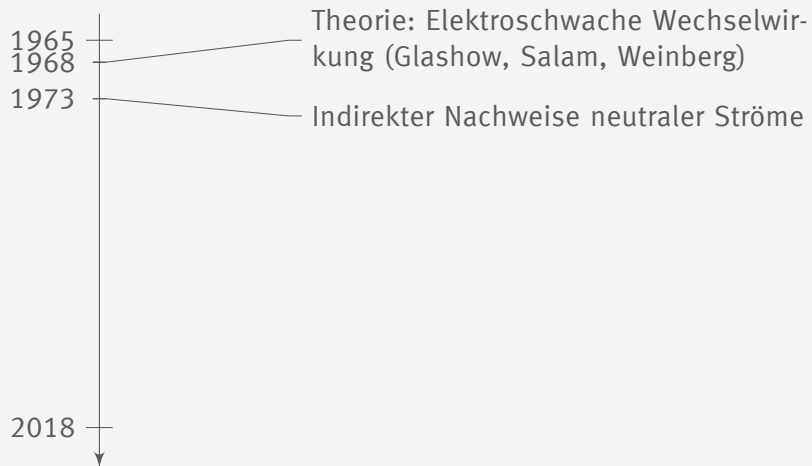 Theorie: Elektroschwache Wechselwir-
1965
1968
kung (Glashow, Salam, Weinberg)
1973
Indirekter Nachweise neutraler Ströme
2018